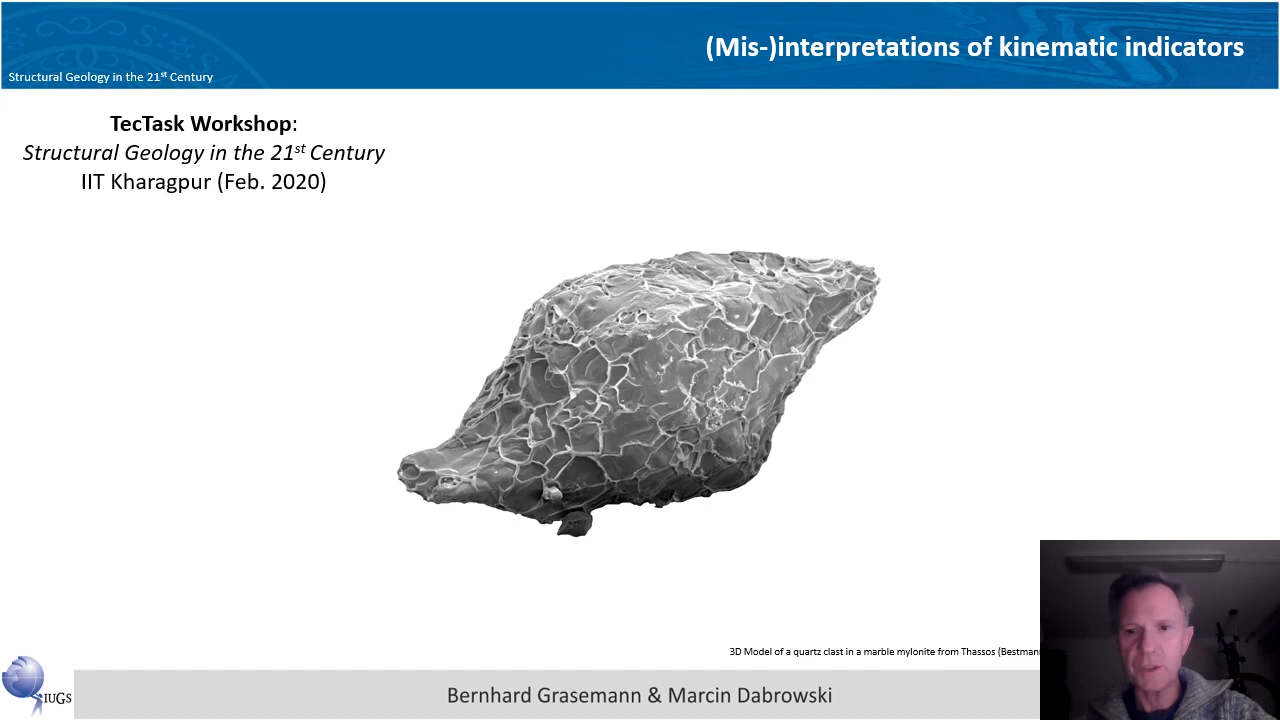 (Mis-)interpretations of kinematic indicators
Structural Geology in the 21st Century
TecTask Workshop:
Structural Geology in the 21st Century
IIT Kharagpur (Feb. 2020)
3D Model of a quartz clast in a marble mylonite from Thassos (Bestmann
IUGS
Bernhard Grasemann & Marcin Dabrowski